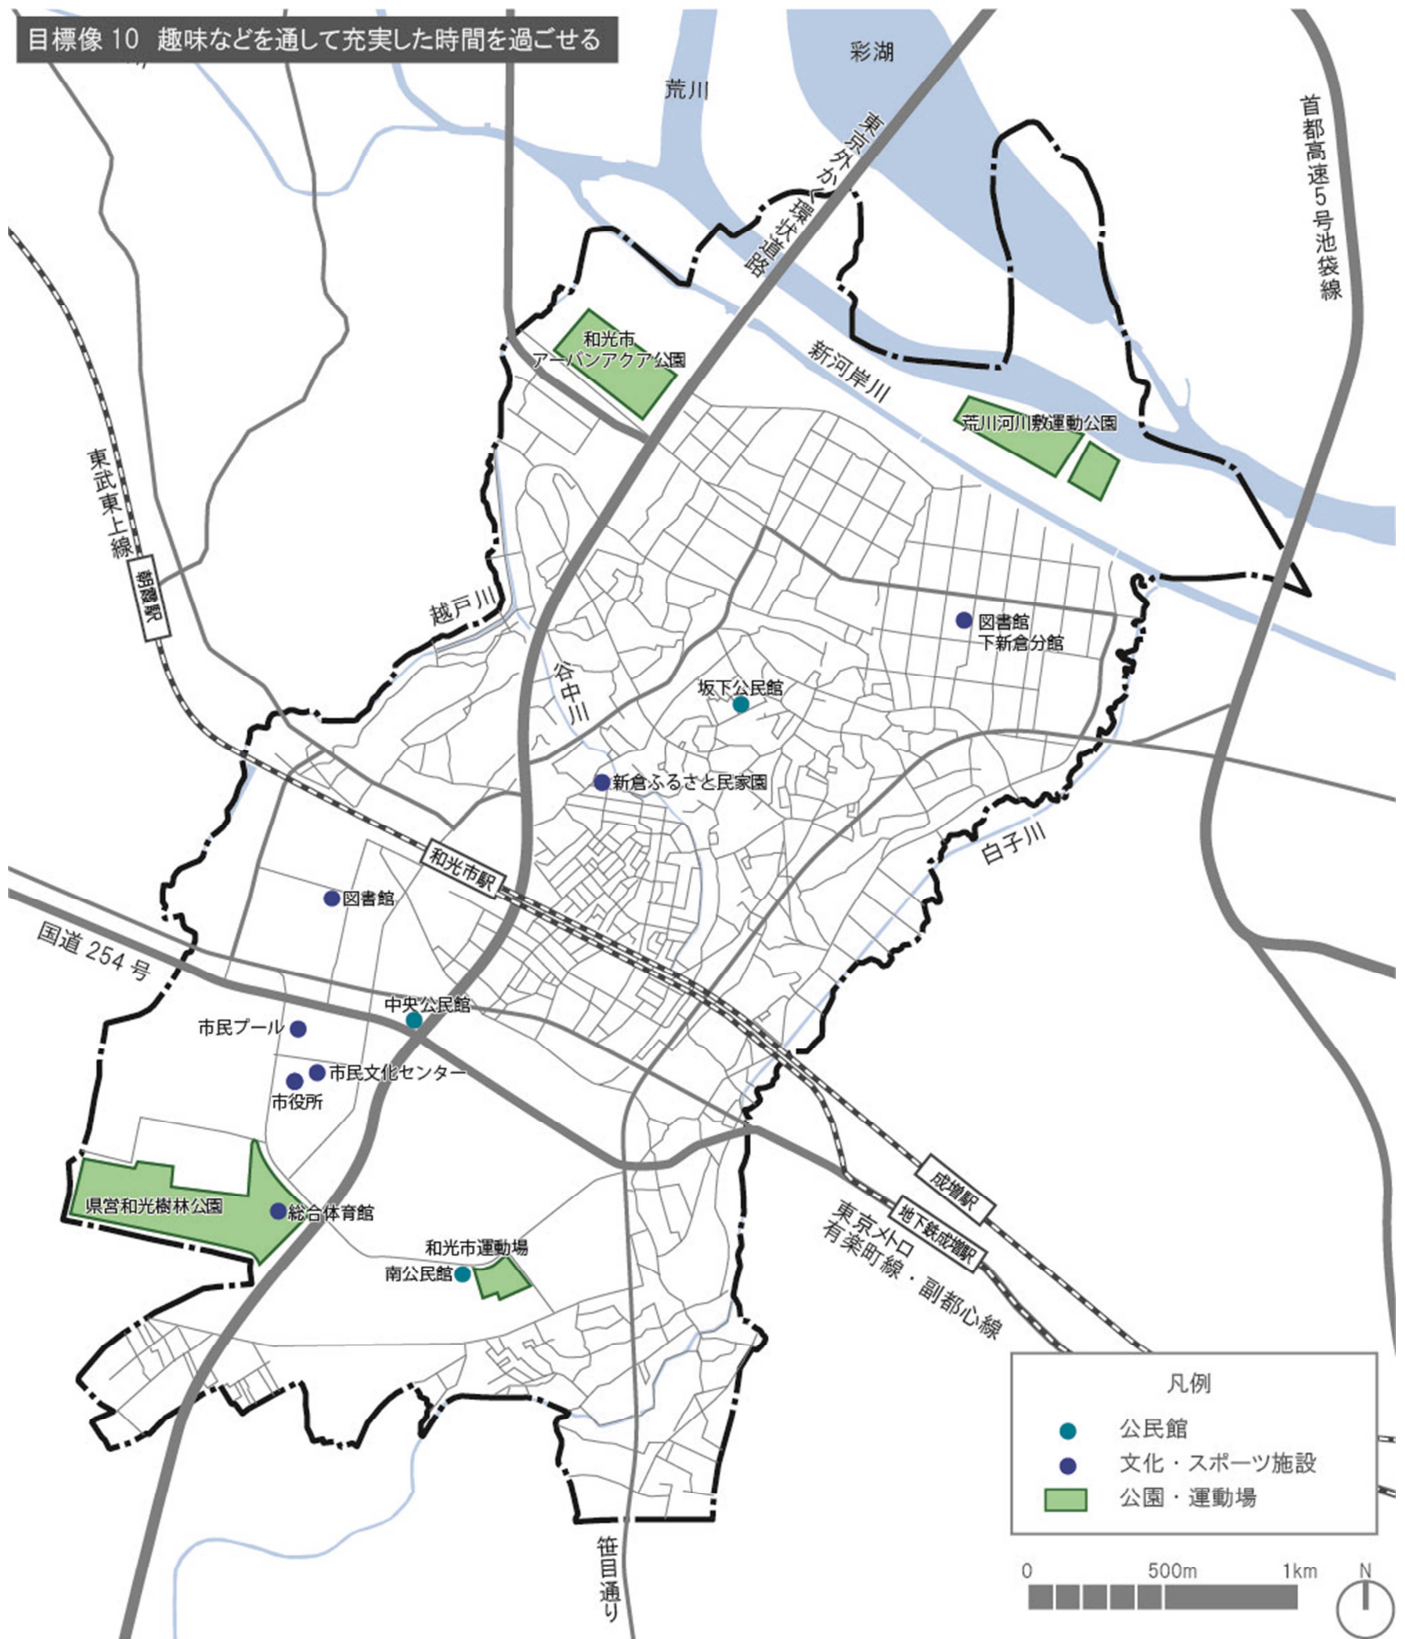 目標像 10 趣味などを通して充実した時間を過ごせる
彩湖
荒川
東京外かく環状道路
首都高速5号池袋線
和光市
アーバンアクア公園
新河岸川
荒川河川敷運動公園
東武東上線
朝霞駅
越戸川
谷中川
図書館
下新倉分館
坂下公民館
新倉ふるさと民家園
白子川
和光市駅
図書館
国道 254 号
中央公民館
市民プール
市民文化センター
市役所
成増駅
地下鉄成増駅
東京メトロ
有楽町線・副都心線
県営和光樹林公園
総合体育館
和光市運動場
南公民館
笹目通り
凡例
公民館
文化・スポーツ施設
公園・運動場
0 500m 1km
N